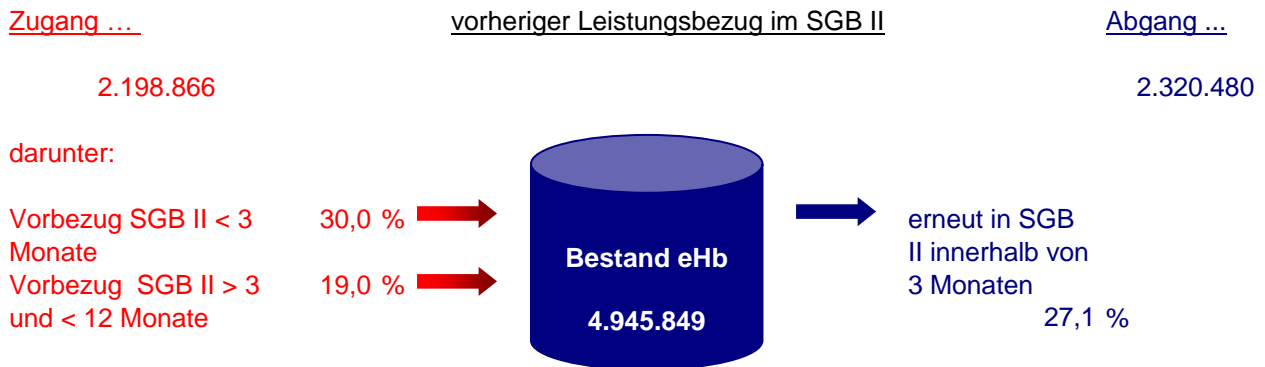 Zugang …
vorheriger Leistungsbezug im SGB II
Abgang ...
2.198.866
2.320.480
darunter:
Vorbezug SGB II < 3
Monate
30,0 %
Vorbezug SGB II > 3
und < 12 Monate
19,0 %
Bestand eHb
4.945.849
erneut in SGB
II innerhalb von
3 Monaten
27,1 %